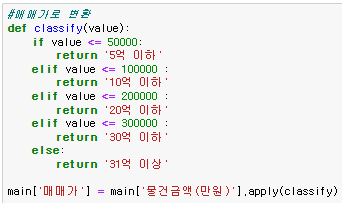 #매매가로 변환
def classify(value):
    if value <= 50000:
        return '5억 이하'
    elif value <= 100000 :
        return '10억 이하'
    elif value <= 200000 :
        return '20억 이하'
    elif value <= 300000 :
        return '30억 이하'
    else:
        return '31억 이상'
main['매매가'] = main['물건금액(만원)'].apply(classify)